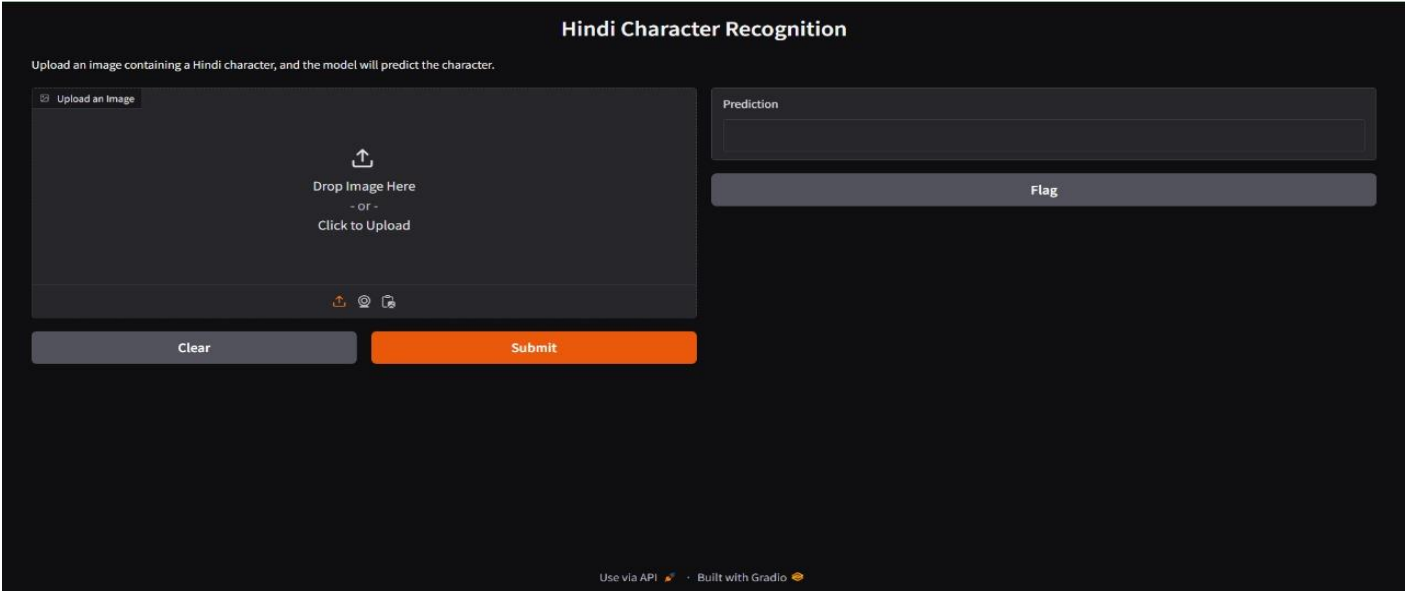 Hindi Character Recognition
Upload an image containing a Hindi character, and the model will predict the character.
Upload an Image
Drop Image Here
- or -
Click to Upload
Clear
Submit
Prediction
Flag
Use via API · Built with Gradio